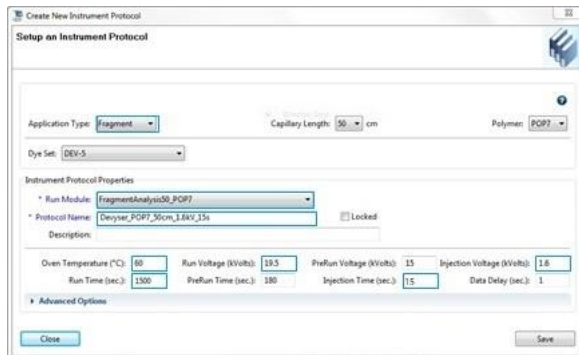 Create New Instrument Protocol
Setup an Instrument Protocol
Application Type: Fragment Capillary Length: 50 cm Polymer: POP7
Dye Set: DEV-5
Instrument Protocol Properties
* Run Module: FragmentAnalysis50_POP7
* Protocol Name: Devyser_POP7_50cm_1.6kV_15s Locked
Description:
Oven Temperature (°C): 60 Run Voltage (kVolts): 19.5 PreRun Voltage (kVolts): 15 Injection Voltage (kVolts): 1.6
Run Time (sec.): 1500 PreRun Time (sec.): 180 Injection Time (sec.): 15 Data Delay (sec.): 1
Advanced Options
Close Save